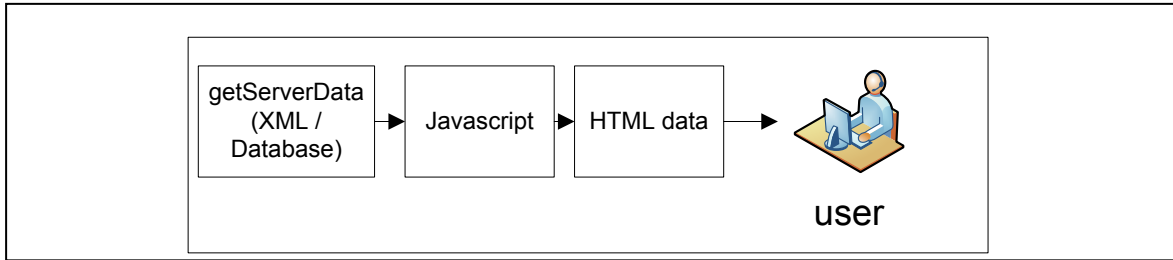 getServerData
(XML /
Database)
Javascript
HTML data
user